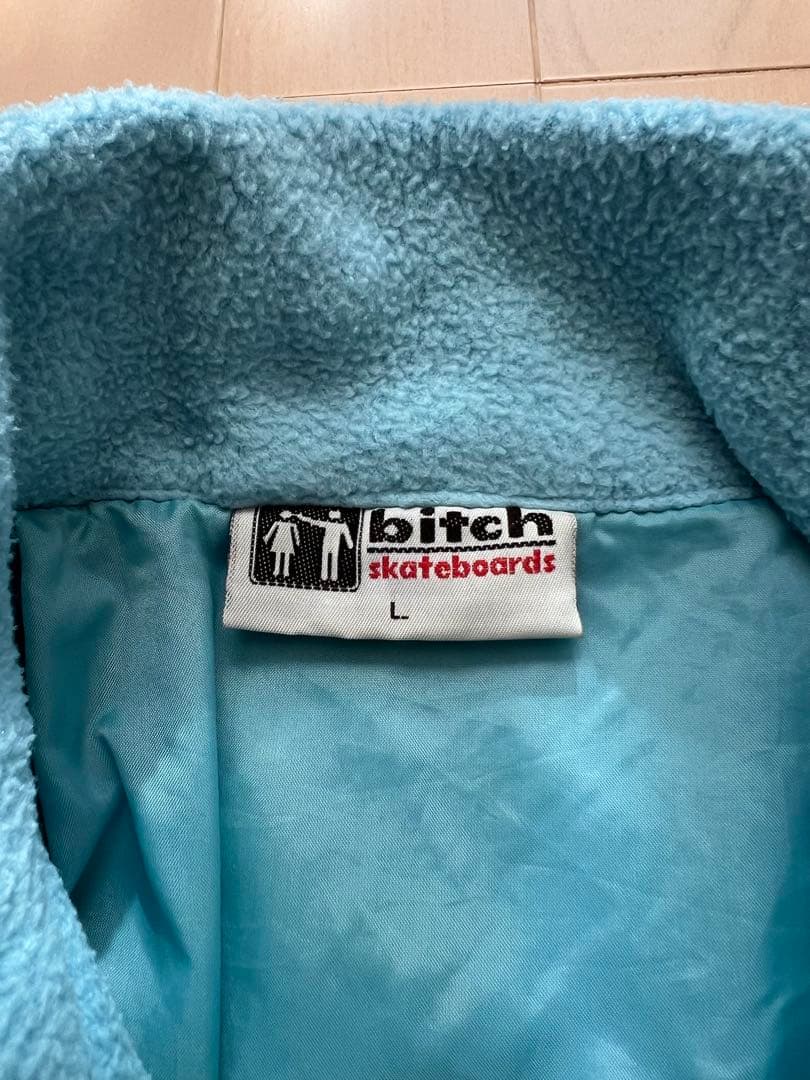 bitch
skateboards
L.